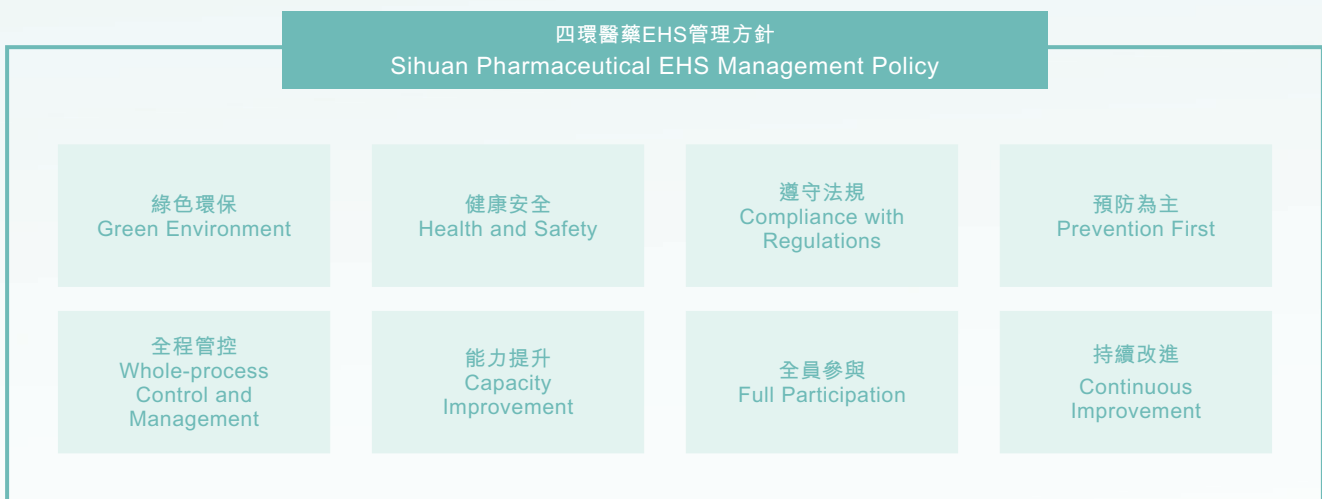 四環醫藥EHS管理方針
Sihuan Pharmaceutical EHS Management Policy
綠色環保
Green Environment
健康安全
Health and Safety
遵守法規
Compliance with
Regulations
預防為主
Prevention First
全程管控
Whole-process
Control and
Management
能力提升
Capacity
Improvement
全員參與
Full Participation
持續改進
Continuous
Improvement